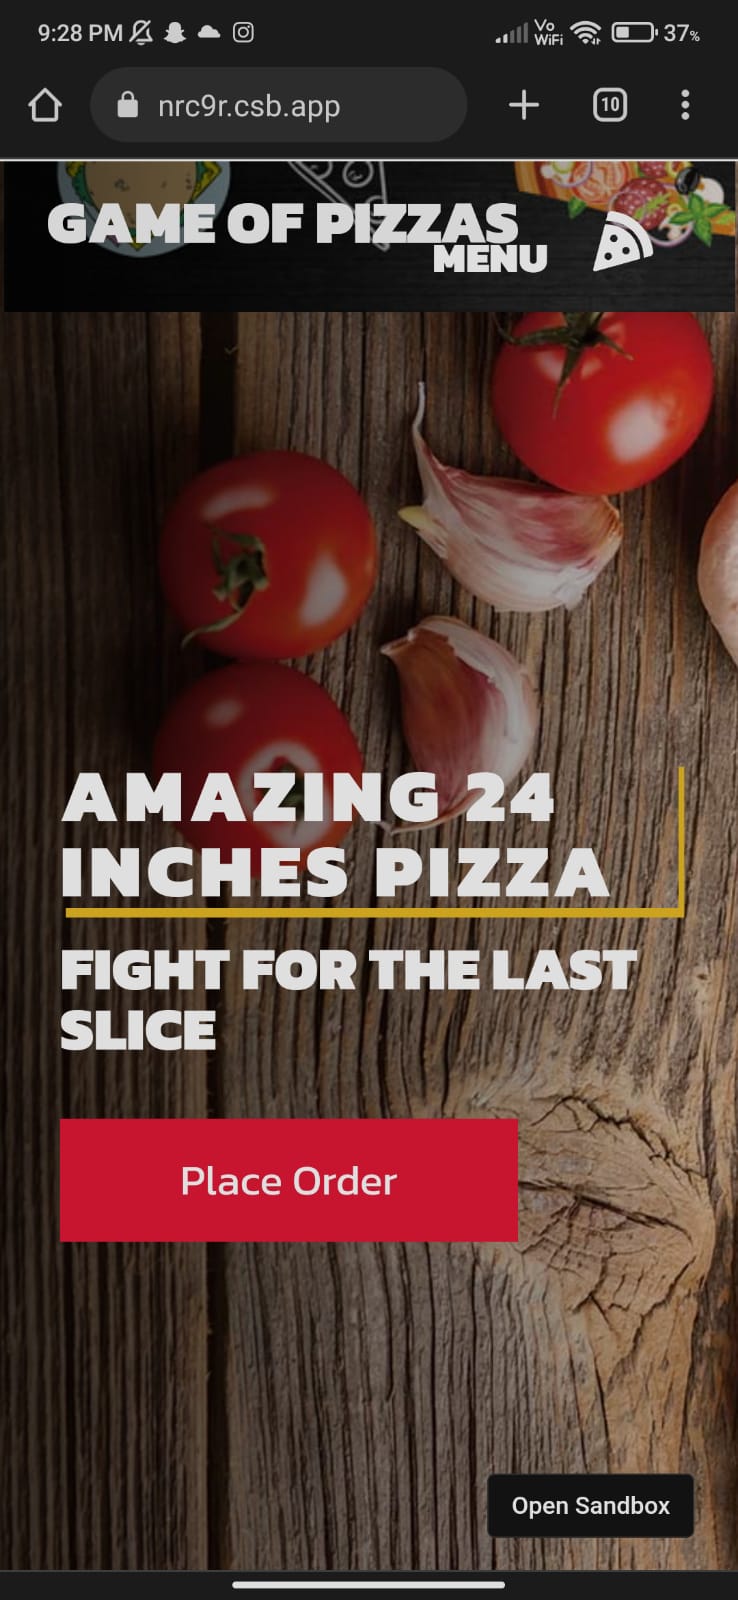 9:28 PM
Vo
WiFi
37%
nrc9r.csb.app
10
GAME OF PIZZAS
MENU
AMAZING 24
INCHES PIZZA
FIGHT FOR THE LAST
SLICE
Place Order
Open Sandbox